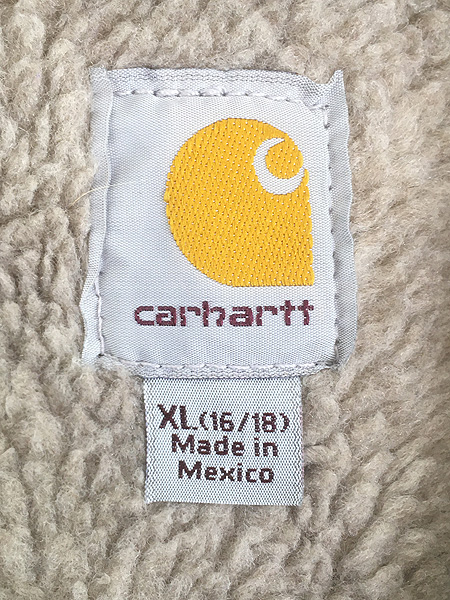 carhartt
XL(16/18)
Made in
Mexico